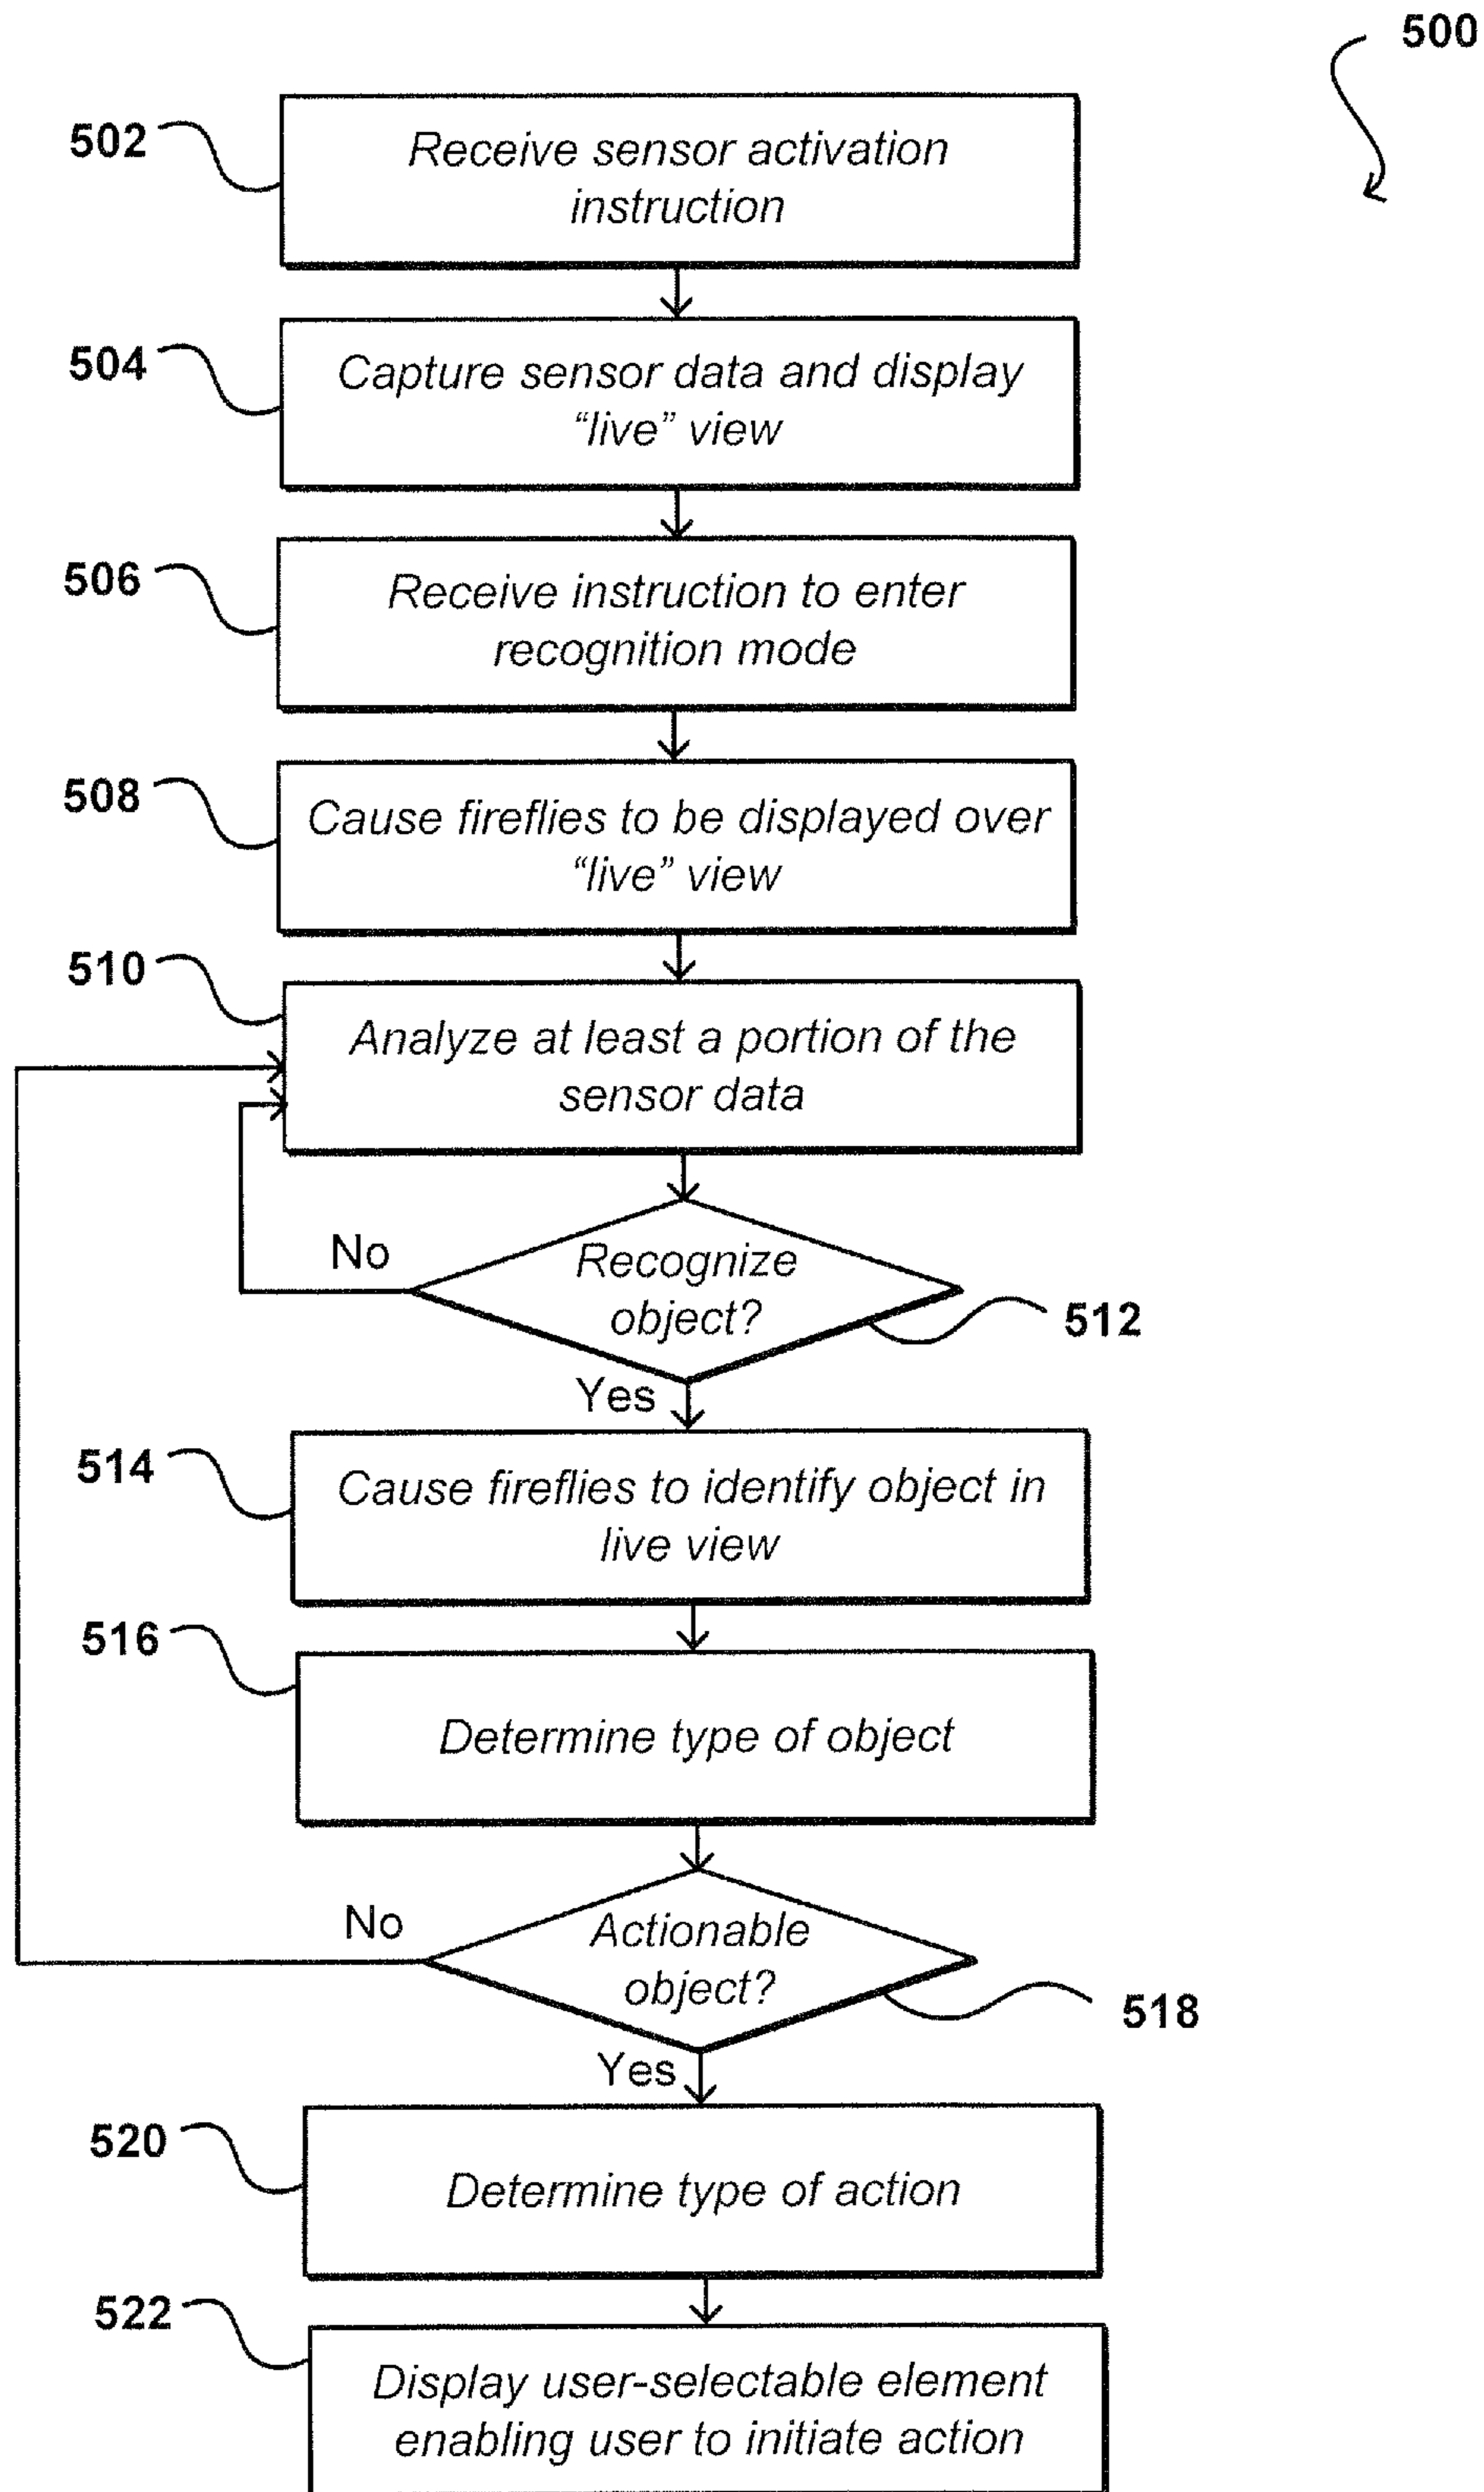 500
502
Receive sensor activation
instruction
504
Capture sensor data and display
“live” view
506
Receive instruction to enter
recognition mode
508
Cause fireflies to be displayed over
“live” view
510
Analyze at least a portion of the
sensor data
No
Recognize
object?
512
Yes
514
Cause fireflies to identify object in
live view
516
Determine type of object
No
Actionable
object?
518
Yes
520
Determine type of action
522
Display user-selectable element
enabling user to initiate action